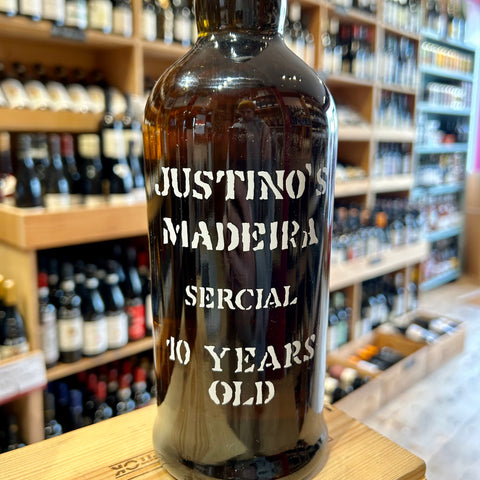 JUSTINO'S
MADEIRA
SERCIAL
10 YEARS
OLD